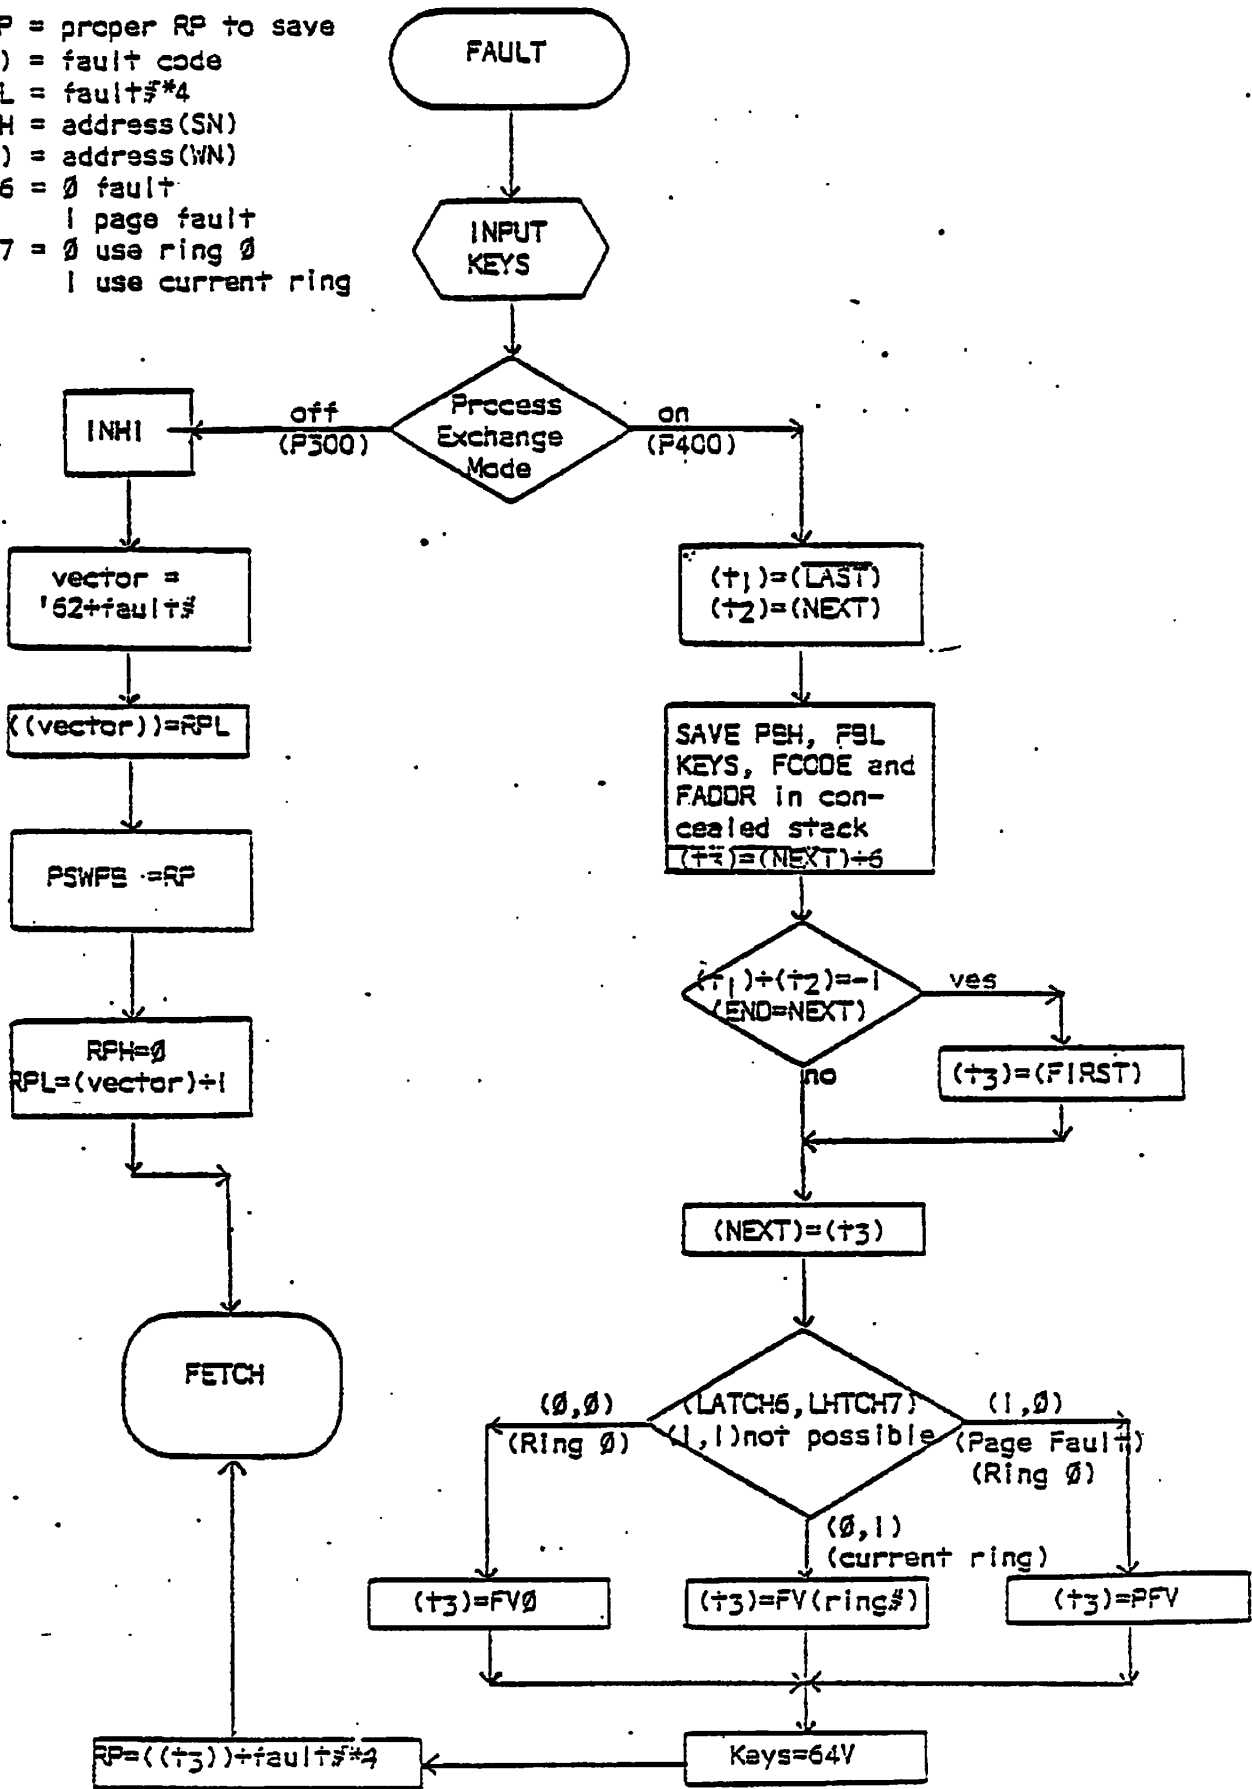 P = proper RP to save
) = fault code
L = fault#*4
H = address(SN)
) = address(WN)
6 = Ø fault
1 page fault
7 = Ø use ring Ø
1 use current ring
FAULT
INPUT
KEYS
Process
Exchange
Mode
off
(P300)
on
(P400)
INHI
vector =
'62+fault#
((vector))=RPL
PSWPB =RP
RPH=Ø
RPL=(vector)+1
FETCH
(t1)=(LAST)
(t2)=(NEXT)
SAVE PBH, PBL
KEYS, FCODE and
FADDR in con-
cealed stack
(t3)=(NEXT)+6
(t1)+(t2)=-1
(END=NEXT)
yes
no
(t3)=(FIRST)
(NEXT)=(t3)
(LATCH6,LHTCH7)
(1,1)not possible
(Ø,Ø)
(Ring Ø)
(1,Ø)
(Page Fault)
(Ring Ø)
(Ø,1)
(current ring)
(t3)=FVØ
(t3)=FV(ring#)
(t3)=PFV
Keys=64V
RP=((t3))+fault#*4